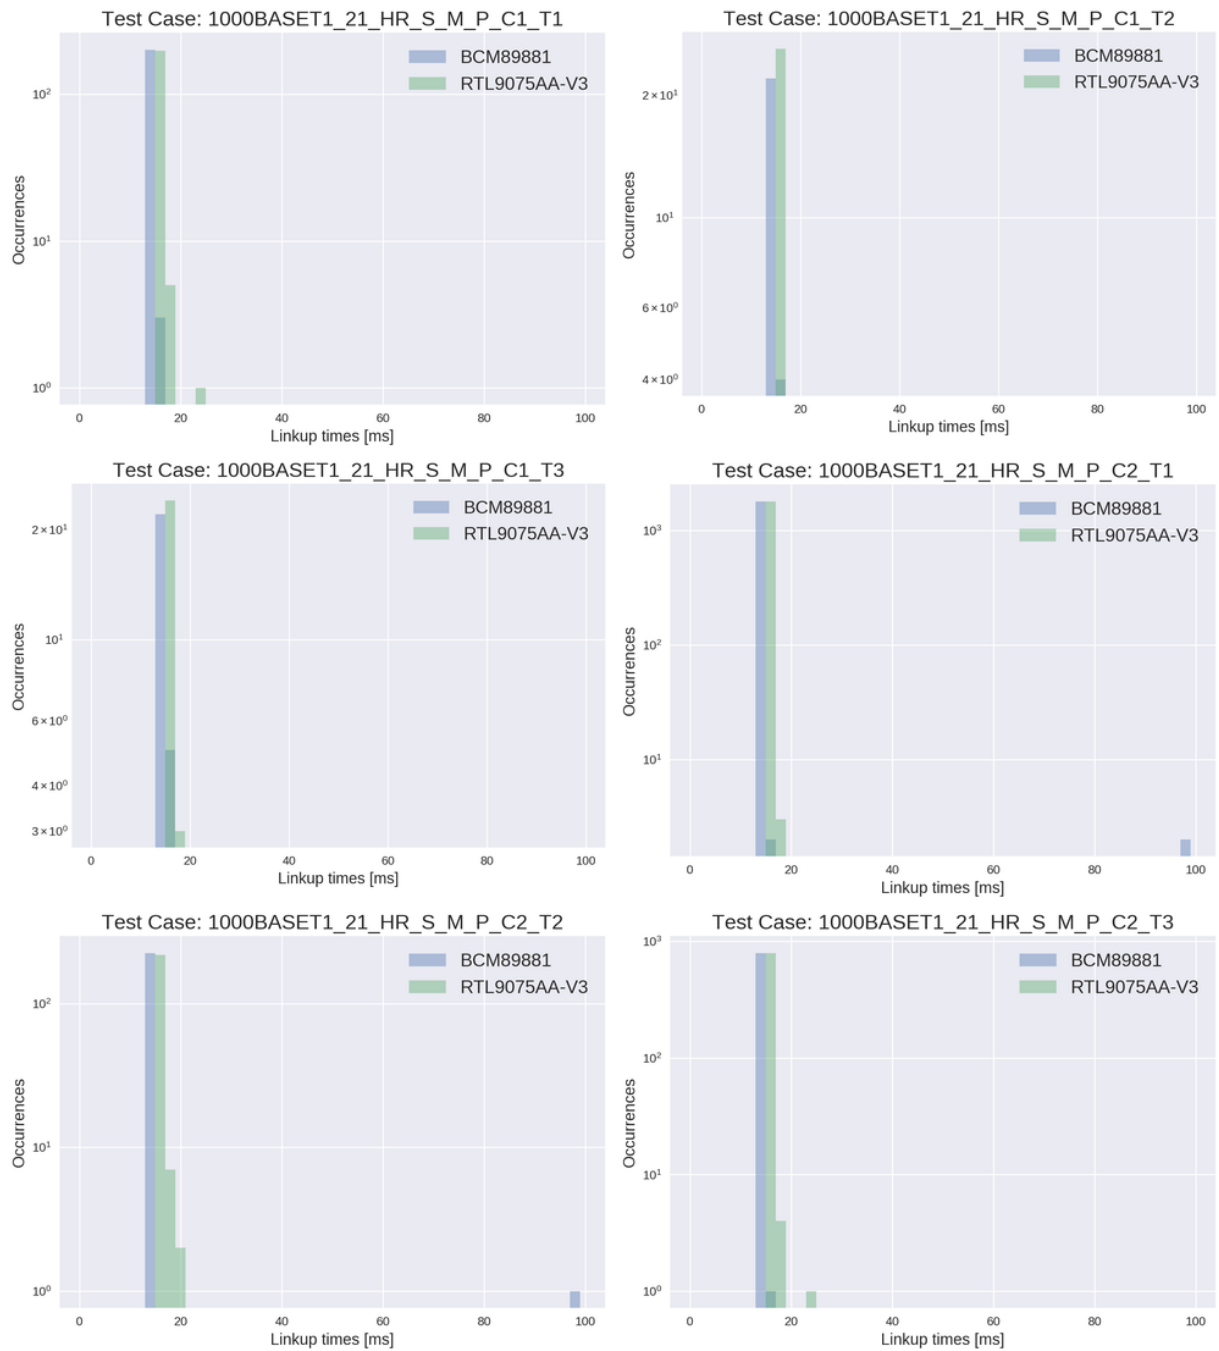 Test Case: 1000BASET1_21_HR_S_M_P_C1_T1
BCM89881
RTL9075AA-V3
10²
10¹
10⁰
Occurrences
0 20 40 60 80 100
Linkup times [ms]
Test Case: 1000BASET1_21_HR_S_M_P_C1_T2
BCM89881
RTL9075AA-V3
2 × 10¹
10¹
6 × 10⁰
4 × 10⁰
Occurrences
0 20 40 60 80 100
Linkup times [ms]
Test Case: 1000BASET1_21_HR_S_M_P_C1_T3
BCM89881
RTL9075AA-V3
2 × 10¹
10¹
6 × 10⁰
4 × 10⁰
3 × 10⁰
Occurrences
0 20 40 60 80 100
Linkup times [ms]
Test Case: 1000BASET1_21_HR_S_M_P_C2_T1
BCM89881
RTL9075AA-V3
10³
10²
10¹
Occurrences
0 20 40 60 80 100
Linkup times [ms]
Test Case: 1000BASET1_21_HR_S_M_P_C2_T2
BCM89881
RTL9075AA-V3
10²
10¹
10⁰
Occurrences
0 20 40 60 80 100
Linkup times [ms]
Test Case: 1000BASET1_21_HR_S_M_P_C2_T3
BCM89881
RTL9075AA-V3
10³
10²
10¹
10⁰
Occurrences
0 20 40 60 80 100
Linkup times [ms]